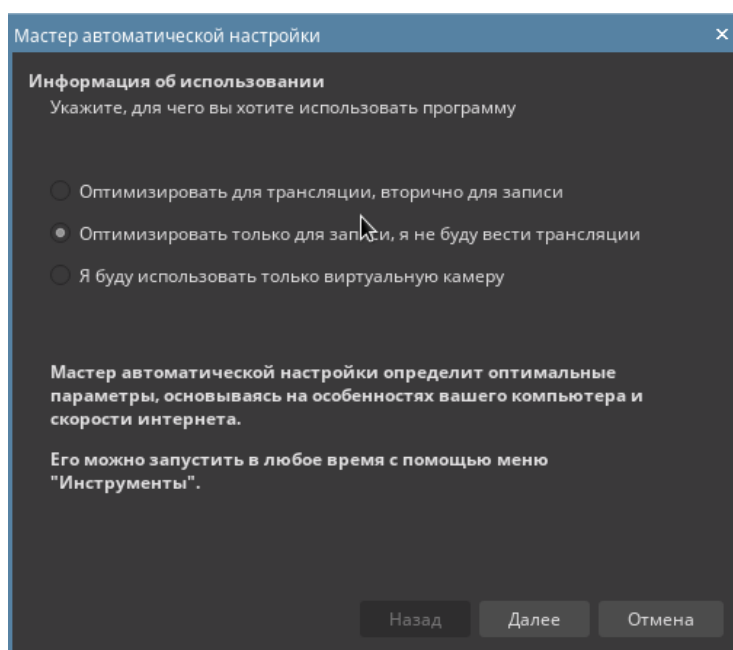 Мастер автоматической настройки
Информация об использовании
Укажите, для чего вы хотите использовать программу
Оптимизировать для трансляции, вторично для записи
Оптимизировать только для записи, я не буду вести трансляции
Я буду использовать только виртуальную камеру
Мастер автоматической настройки определит оптимальные
параметры, основываясь на особенностях вашего компьютера и
скорости интернета.
Его можно запустить в любое время с помощью меню
"Инструменты".
Назад
Далее
Отмена